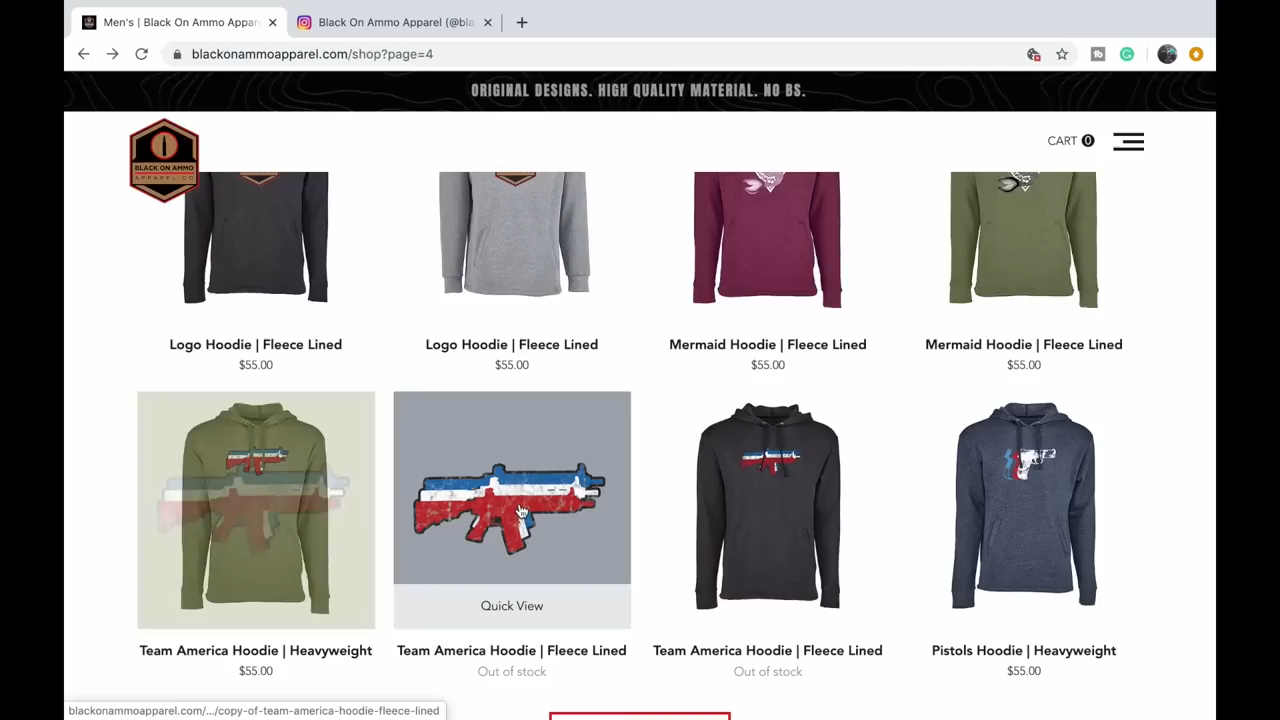 Men's | Black On Ammo Appar
Black On Ammo Apparel (@bla
blackonammoapparel.com/shop?page=4
ORIGINAL DESIGNS. HIGH QUALITY MATERIAL. NO BS.
BLACK ON AMMO
APPAREL CO
CART 0
Logo Hoodie | Fleece Lined
$55.00
Logo Hoodie | Fleece Lined
$55.00
Mermaid Hoodie | Fleece Lined
$55.00
Mermaid Hoodie | Fleece Lined
$55.00
Quick View
Team America Hoodie | Heavyweight
$55.00
Team America Hoodie | Fleece Lined
Out of stock
Team America Hoodie | Fleece Lined
Out of stock
Pistols Hoodie | Heavyweight
$55.00
blackonammoapparel.com/.../copy-of-team-america-hoodie-fleece-lined